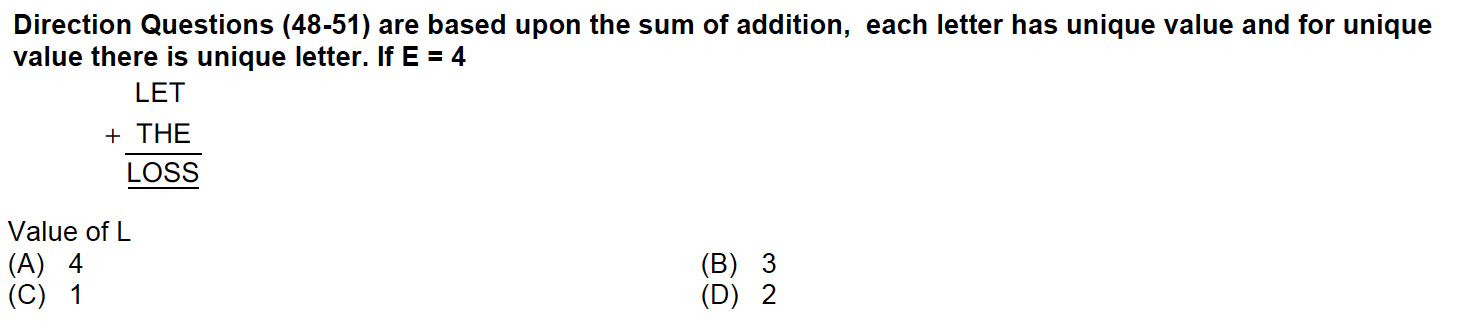 Direction Questions (48-51) are based upon the sum of addition, each letter has unique value and for unique
value there is unique letter. If E = 4
LET
+ THE
LOSS
Value of L
(A) 4 (B) 3
(C) 1 (D) 2